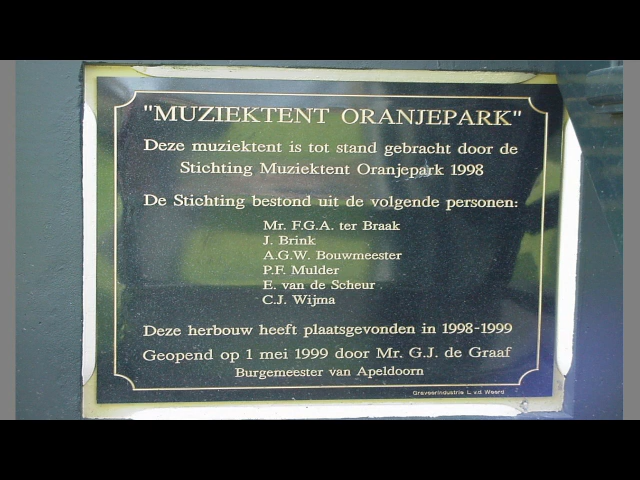 "MUZIEKTENT ORANJEPARK"
Deze muziektent is tot stand gebracht door de
Stichting Muziektent Oranjepark 1998
De Stichting bestond uit de volgende personen:
Mr. F.G.A. ter Braak
J. Brink
A.G.W. Bouwmeester
P.F. Mulder
E. van de Scheur
C.J. Wijma
Deze herbouw heeft plaatsgevonden in 1998-1999
Geopend op 1 mei 1999 door Mr. G.J. de Graaf
Burgemeester van Apeldoorn
Graveerindustrie L. v.d. Weerd